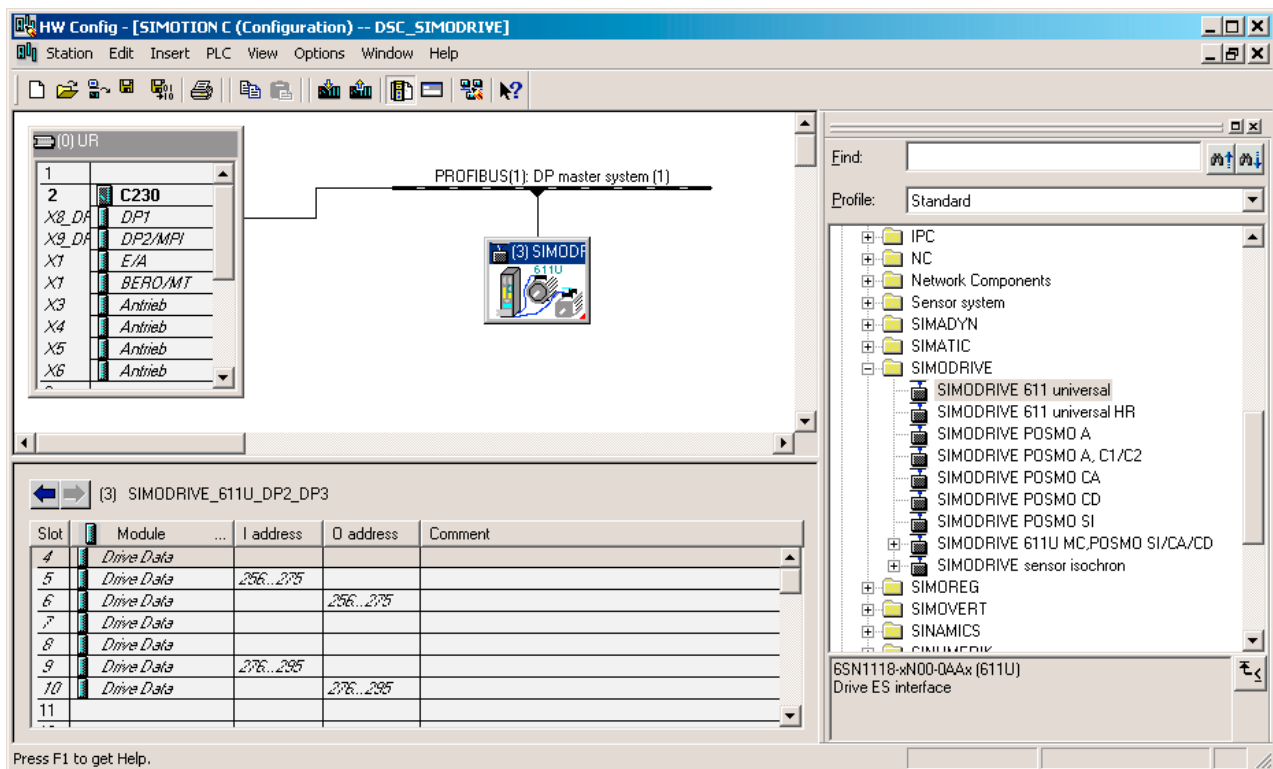 HW Config - [SIMOTION C (Configuration) -- DSC_SIMODRIVE]
Station Edit Insert PLC View Options Window Help
(0) UR
1
2 C230
X8_DP DP1
X9_DP DP2/MPI
X1 E/A
X1 BERO/MT
X3 Antrieb
X4 Antrieb
X5 Antrieb
X6 Antrieb
PROFIBUS(1): DP master system (1)
(3) SIMODR
611U
(3) SIMODRIVE_611U_DP2_DP3
Slot Module ... I address O address Comment
4 Drive Data
5 Drive Data 256...275
6 Drive Data 256...275
7 Drive Data
8 Drive Data
9 Drive Data 276...295
10 Drive Data 276...295
11
Find:
Profile: Standard
IPC
NC
Network Components
Sensor system
SIMADYN
SIMATIC
SIMODRIVE
SIMODRIVE 611 universal
SIMODRIVE 611 universal HR
SIMODRIVE POSMO A
SIMODRIVE POSMO A, C1/C2
SIMODRIVE POSMO CA
SIMODRIVE POSMO CD
SIMODRIVE POSMO SI
SIMODRIVE 611U MC,POSMO SI/CA/CD
SIMODRIVE sensor isochron
SIMOREG
SIMOVERT
SINAMICS
SINUMERIK
6SN1118-xN00-0AAx (611U)
Drive ES interface
Press F1 to get Help.